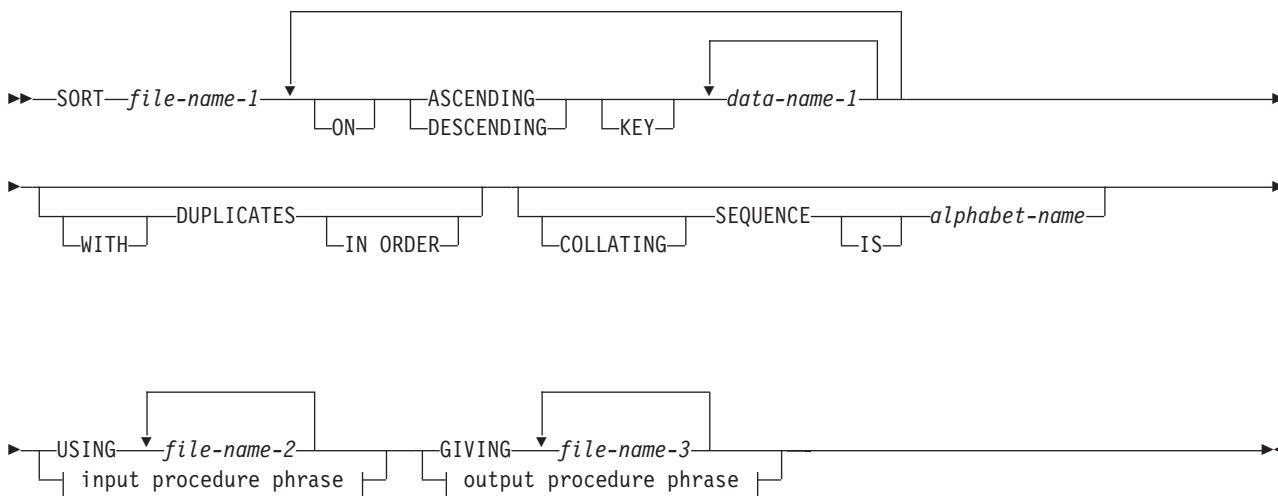 SORT file-name-1 ASCENDING data-name-1
ON DESCENDING KEY
DUPLICATES SEQUENCE alphabet-name
WITH IN ORDER COLLATING IS
USING file-name-2 GIVING file-name-3
input procedure phrase output procedure phrase